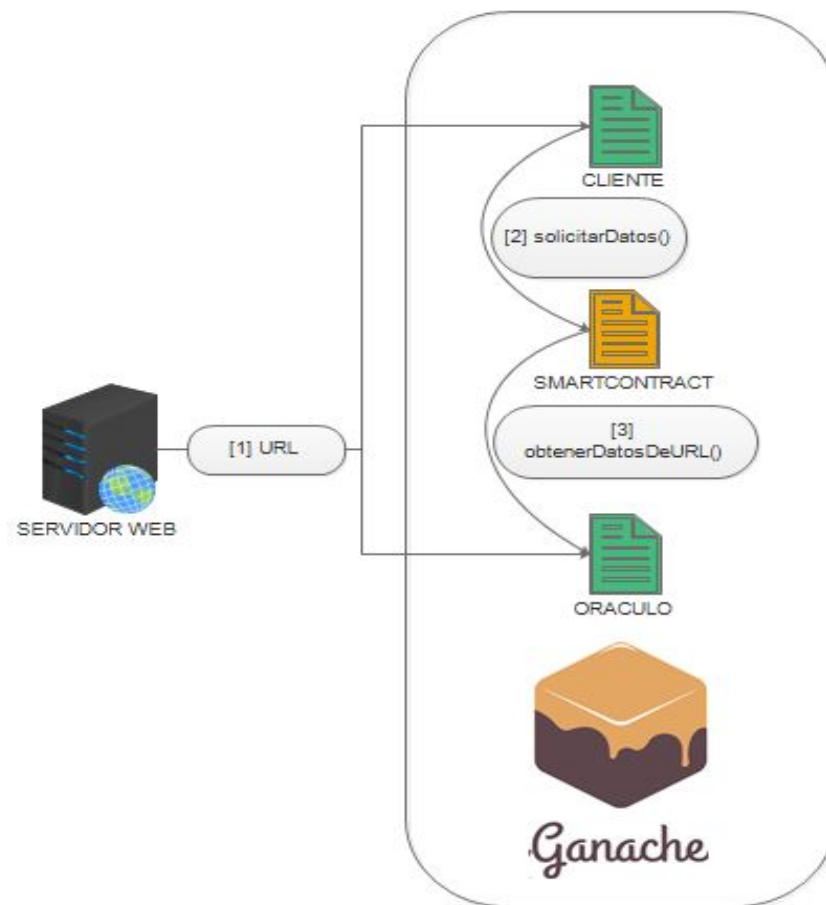 CLIENTE
[2] solicitarDatos()
SMARTCONTRACT
[3]
obtenerDatosDeURL()
[1] URL
SERVIDOR WEB
ORACULO
Ganache